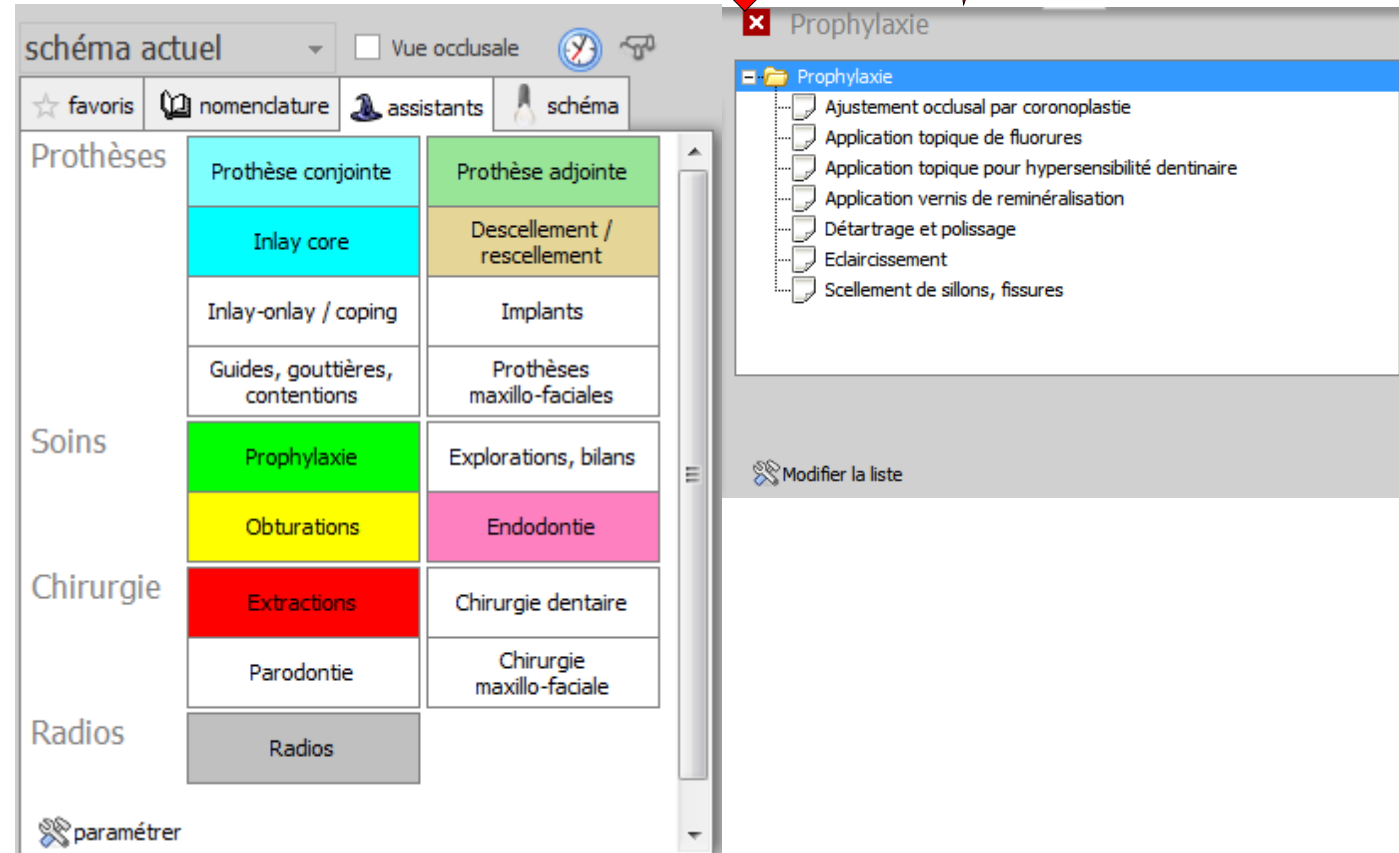 schéma actuel
Vue occlusale
favoris
nomenclature
assistants
schéma
Prothèses
Prothèse conjointe
Prothèse adjointe
Inlay core
Descellement /
rescellement
Inlay-onlay / coping
Implants
Guides, gouttières,
contentions
Prothèses
maxillo-faciales
Soins
Prophylaxie
Explorations, bilans
Obturations
Endodontie
Chirurgie
Extractions
Chirurgie dentaire
Parodontie
Chirurgie
maxillo-faciale
Radios
Radios
paramétrer
Prophylaxie
Prophylaxie
Ajustement occlusal par coronoplastie
Application topique de fluorures
Application topique pour hypersensibilité dentinaire
Application vernis de reminéralisation
Détartrage et polissage
Eclaircissement
Scellement de sillons, fissures
Modifier la liste